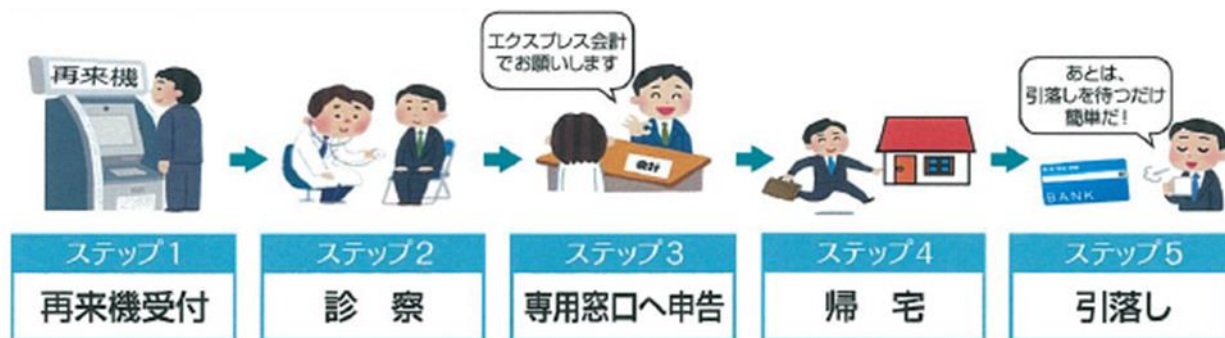 再来機
エクスプレス会計
でお願いします
会計
あとは、
引落しを待つだけ
簡単だ!
BANK
ステップ1
再来機受付
ステップ2
診 察
ステップ3
専用窓口へ申告
ステップ4
帰 宅
ステップ5
引落し